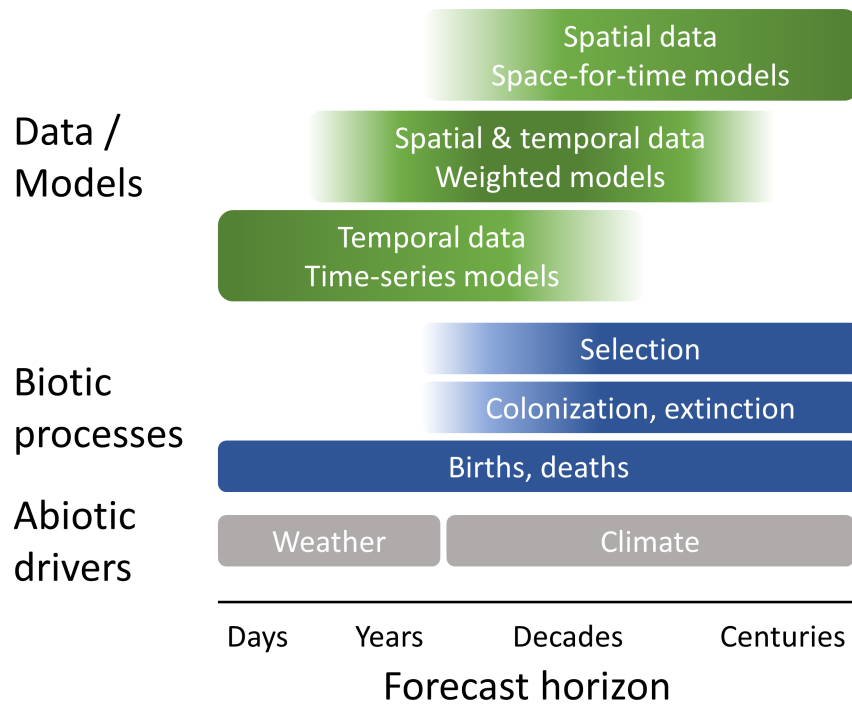 Data /
Models
Spatial data
Space-for-time models
Spatial & temporal data
Weighted models
Temporal data
Time-series models
Biotic
processes
Selection
Colonization, extinction
Births, deaths
Abiotic
drivers
Weather
Climate
Days
Years
Decades
Centuries
Forecast horizon